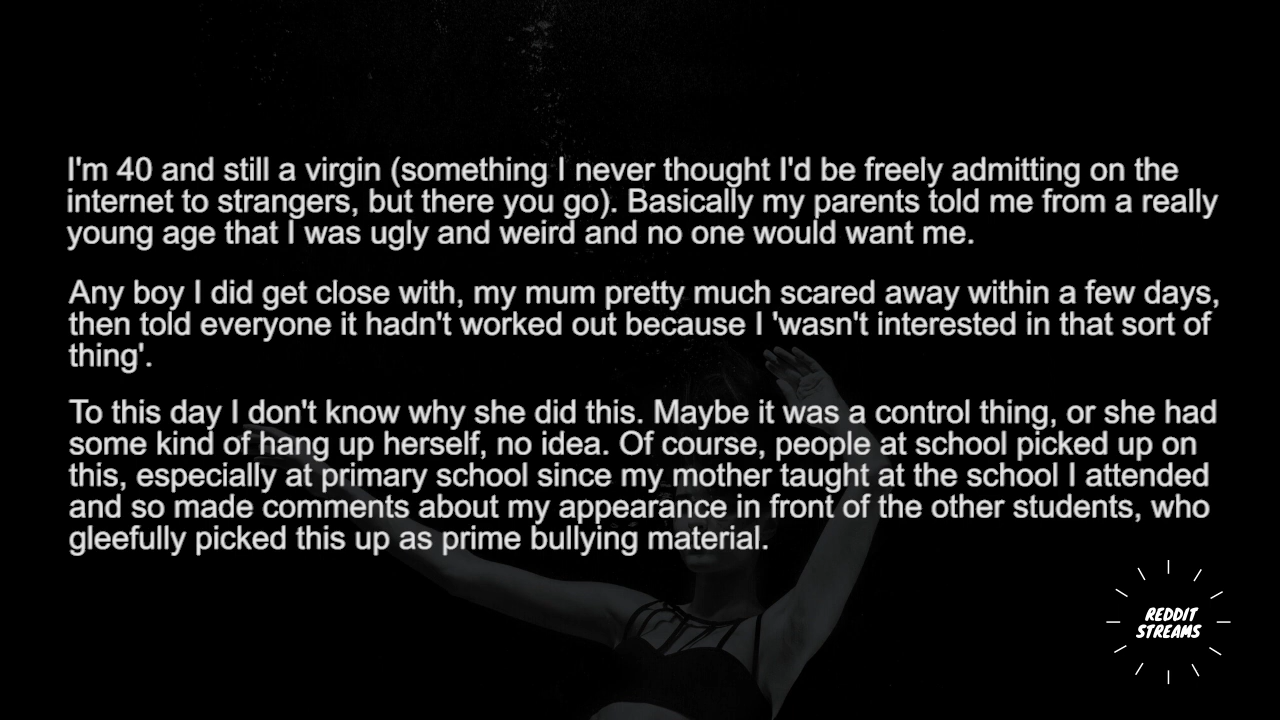 I'm 40 and still a virgin (something I never thought I'd be freely admitting on the
internet to strangers, but there you go). Basically my parents told me from a really
young age that I was ugly and weird and no one would want me.
Any boy I did get close with, my mum pretty much scared away within a few days,
then told everyone it hadn't worked out because I 'wasn't interested in that sort of
thing'.
To this day I don't know why she did this. Maybe it was a control thing, or she had
some kind of hang up herself, no idea. Of course, people at school picked up on
this, especially at primary school since my mother taught at the school I attended
and so made comments about my appearance in front of the other students, who
gleefully picked this up as prime bullying material.
REDDIT
STREAMS